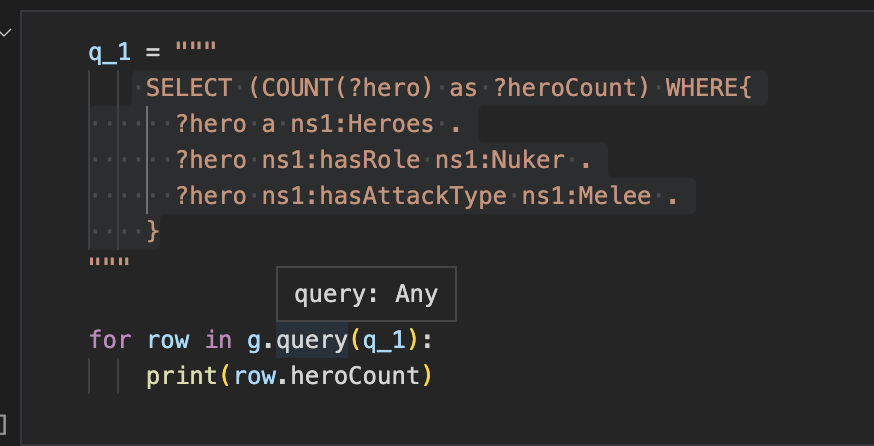 q_1 = """
SELECT (COUNT(?hero) as ?heroCount) WHERE{
?hero a ns1:Heroes .
?hero ns1:hasRole ns1:Nuker .
?hero ns1:hasAttackType ns1:Melee .
}
"""
query: Any
for row in g.query(q_1):
print(row.heroCount)
]